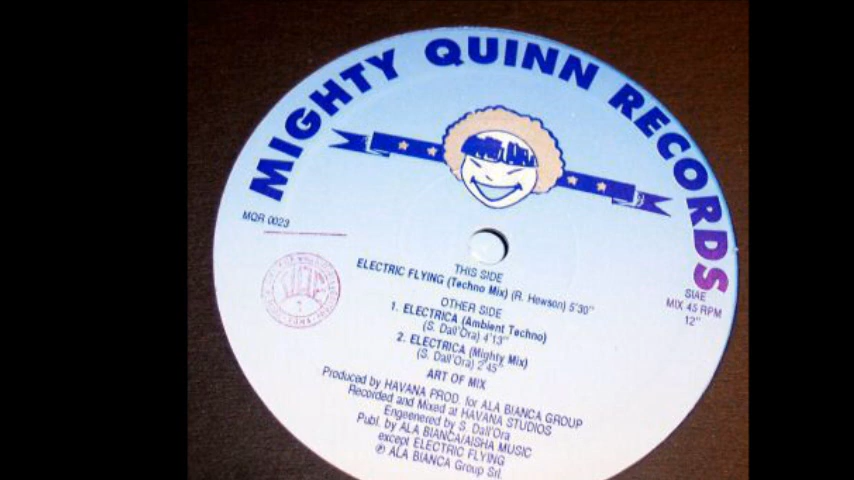 MIGHTY QUINN RECORDS
MQR 0023
SIAE
MIX 45 RPM
12"
THIS SIDE
ELECTRIC FLYING (Techno Mix) (R. Hewson) 5'30"
OTHER SIDE
1. ELECTRICA (Ambient Techno)
(S. Dall'Ora) 4'13"
2. ELECTRICA (Mighty Mix)
(S. Dall'Ora) 2'45"
ART OF MIX
Produced by HAVANA PROD. for ALA BIANCA GROUP
Recorded and Mixed at HAVANA STUDIOS
Engeneered by S. Dall'Ora
Publ. by ALA BIANCA/AISHA MUSIC
except ELECTRIC FLYING
℗ ALA BIANCA Group Srl.